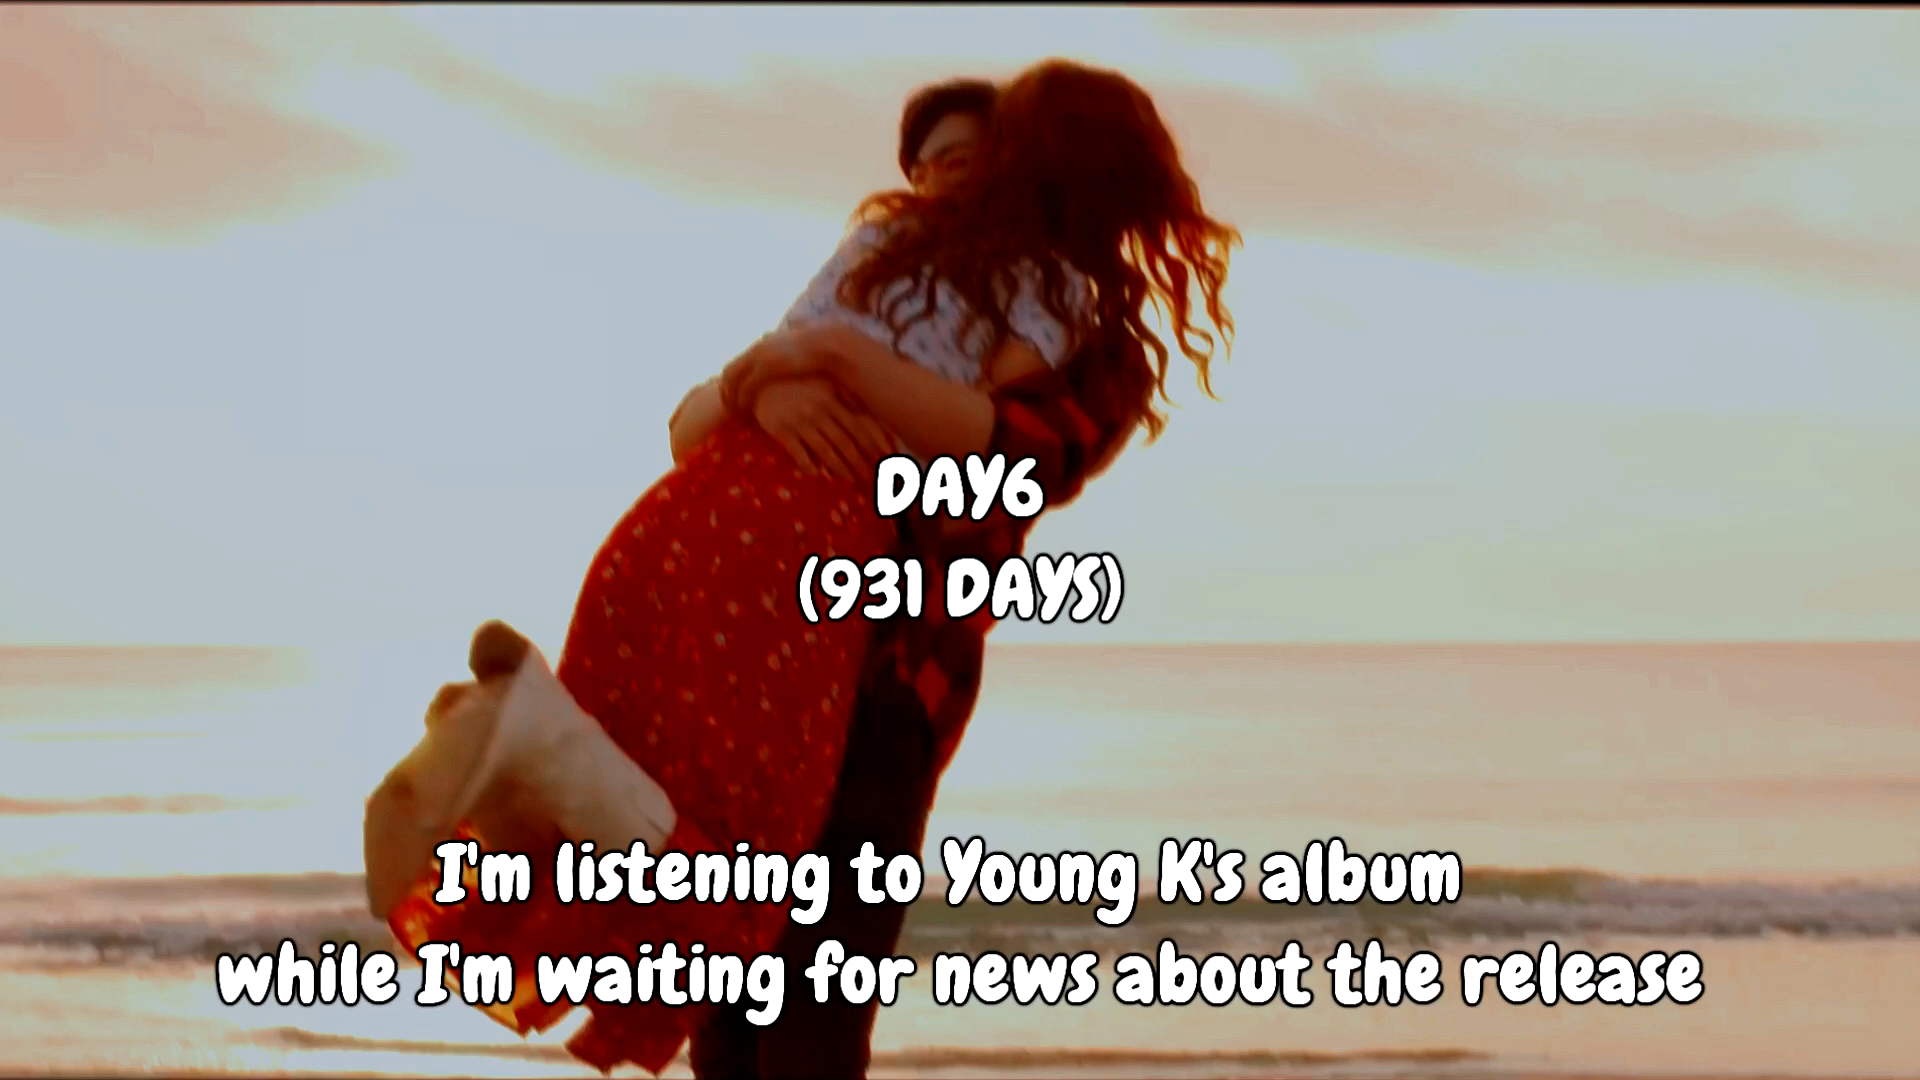 DAY6
(931 DAYS)
I'm listening to Young K's album
while I'm waiting for news about the release